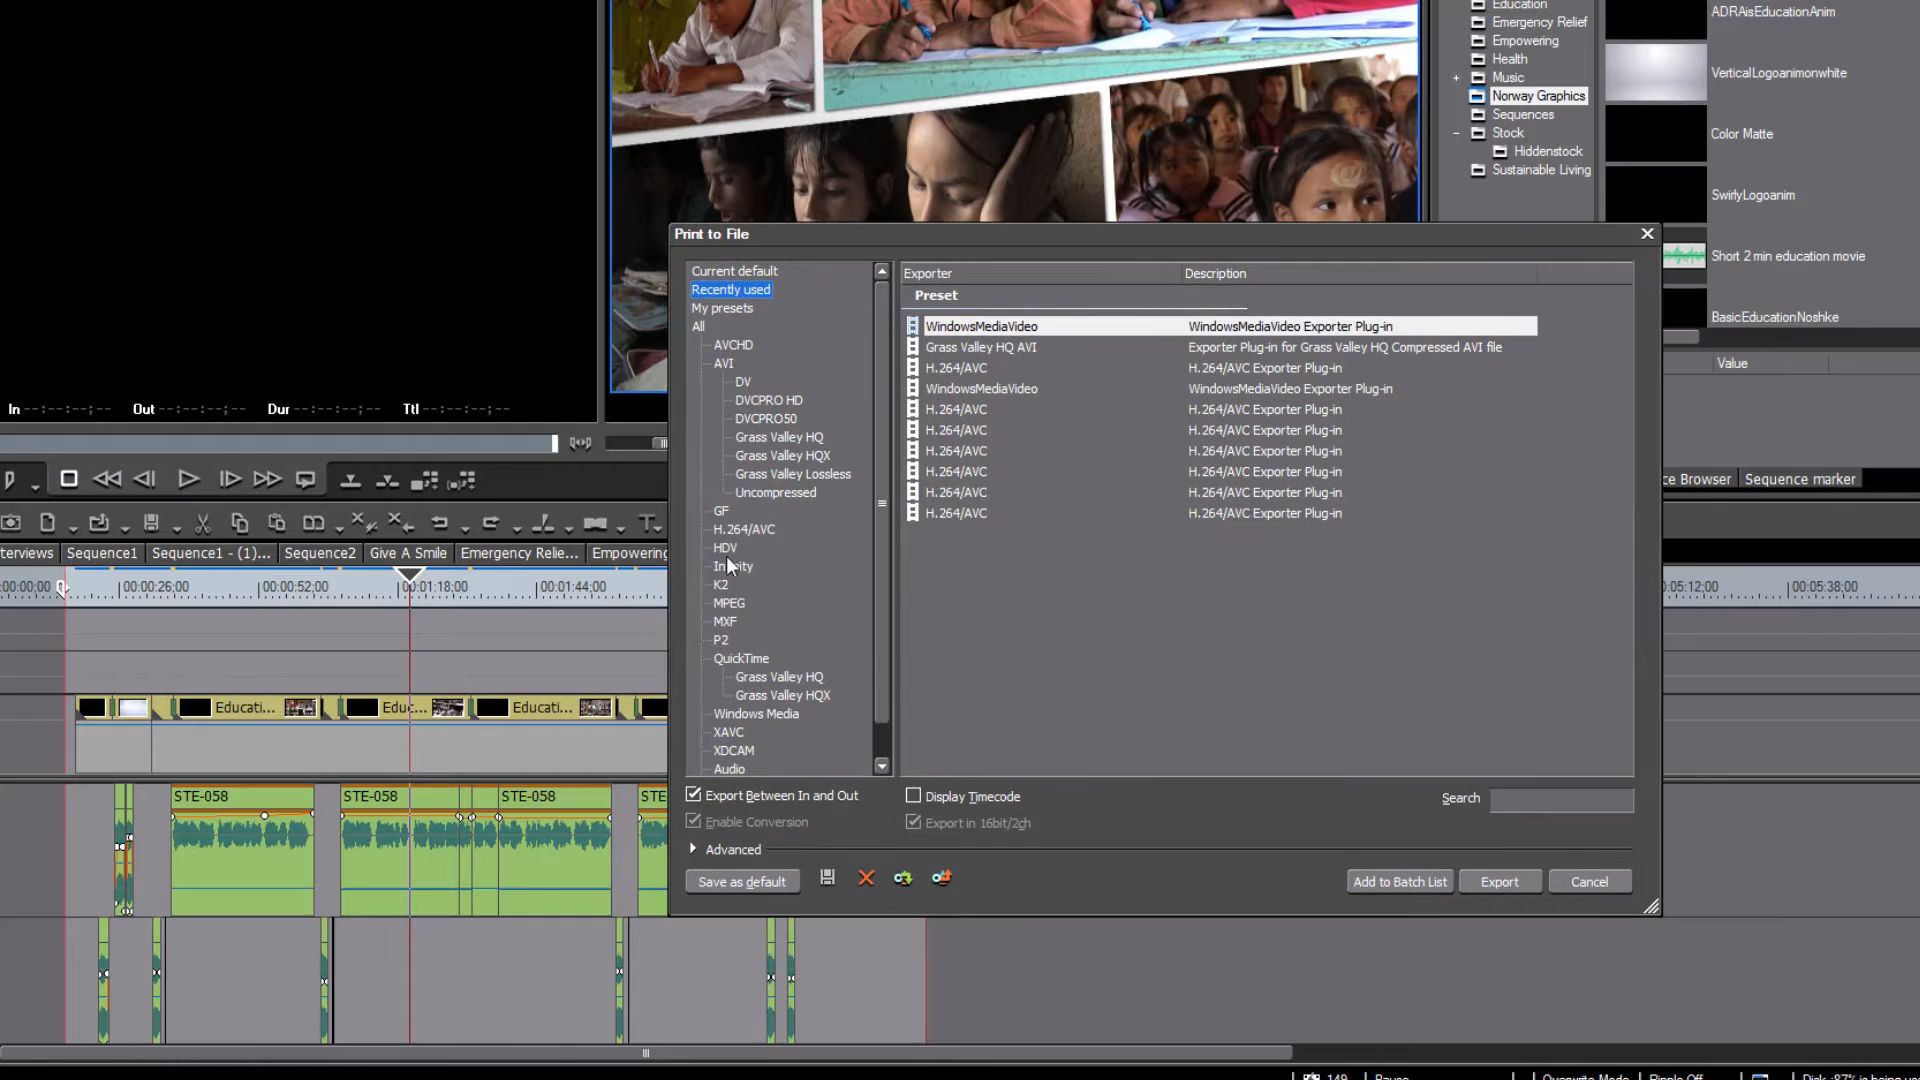 Education
Emergency Relief
Empowering
Health
+ Music
Norway Graphics
Sequences
- Stock
Hiddenstock
Sustainable Living
ADRAisEducationAnim
VerticalLogoanimonwhite
Color Matte
SwirlyLogoanim
Short 2 min education movie
BasicEducationNoshke
Value
ce Browser
Sequence marker
In --:--:--;--
Out --:--:--;--
Dur --:--:--;--
Ttl --:--:--;--
Print to File
Current default
Recently used
My presets
All
AVCHD
AVI
DV
DVCPRO HD
DVCPRO50
Grass Valley HQ
Grass Valley HQX
Grass Valley Lossless
Uncompressed
GF
H.264/AVC
HDV
K2
MPEG
MXF
P2
QuickTime
Grass Valley HQ
Grass Valley HQX
Windows Media
XAVC
XDCAM
Audio
Exporter Description
Preset
WindowsMediaVideo WindowsMediaVideo Exporter Plug-in
Grass Valley HQ AVI Exporter Plug-in for Grass Valley HQ Compressed AVI file
H.264/AVC H.264/AVC Exporter Plug-in
WindowsMediaVideo WindowsMediaVideo Exporter Plug-in
H.264/AVC H.264/AVC Exporter Plug-in
H.264/AVC H.264/AVC Exporter Plug-in
H.264/AVC H.264/AVC Exporter Plug-in
H.264/AVC H.264/AVC Exporter Plug-in
H.264/AVC H.264/AVC Exporter Plug-in
H.264/AVC H.264/AVC Exporter Plug-in
Export Between In and Out
Display Timecode
Search
Enable Conversion
Export in 16bit/2ch
Advanced
Save as default
Add to Batch List
Export
Cancel
terviews Sequence1 Sequence1 - (1)... Sequence2 Give A Smile Emergency Relie... Empowering
:00:00;00 00:00:26;00 00:00:52;00 00:01:18;00 00:01:44;00
0:05:12;00 00:05:38;00
Educati... Educ... Educati...
STE-058 STE-058 STE-058 STE
149 Pause Overwrite Mode Ripple Off Disk :87% is being us